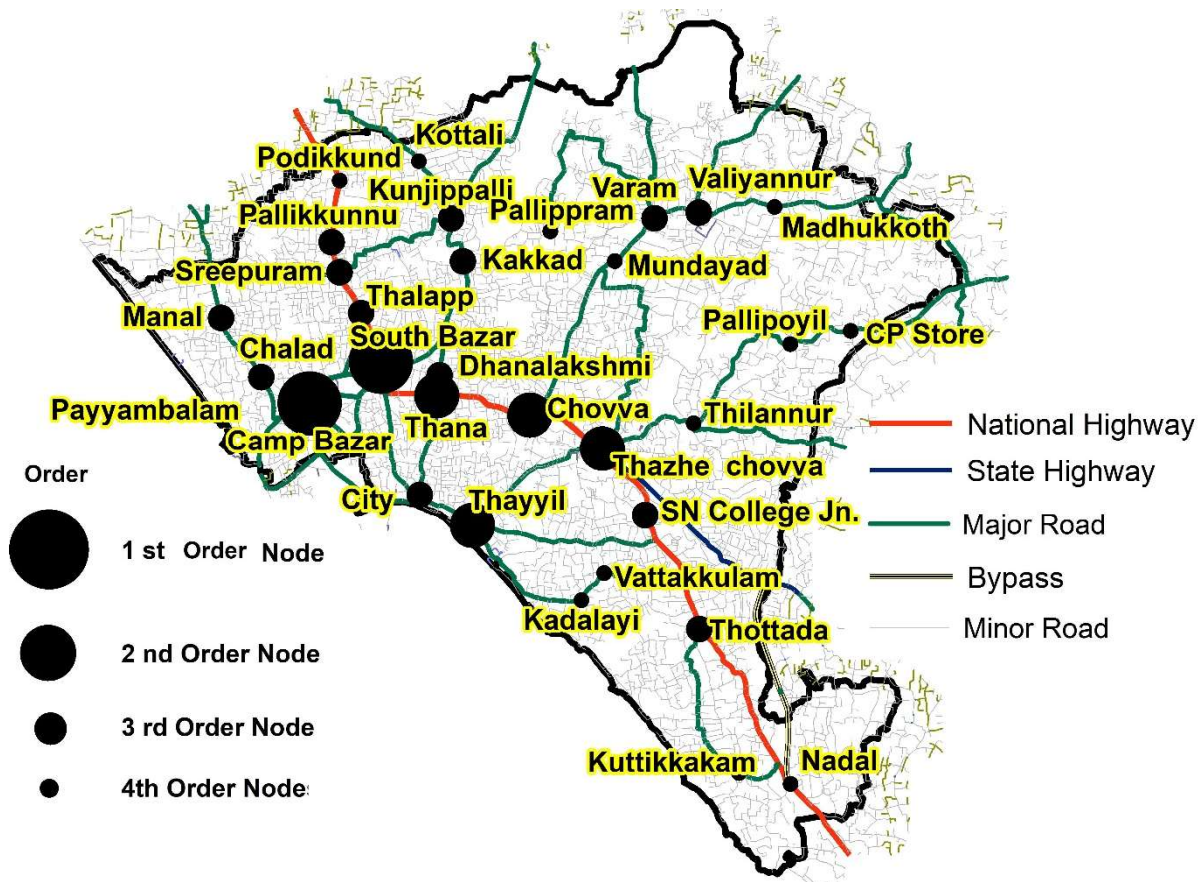 Kottali
Podikkund
Kunjippalli
Varam
Valiyannur
Pallikkunnu
Pallippram
Madhukkoth
Sreepuram
Kakkad
Mundayad
Thalapp
Manal
South Bazar
Pallipoyil
CP Store
Chalad
Dhanalakshmi
Payyambalam
Chovva
Thilannur
National Highway
Camp Bazar
Thana
Thazhe chovva
State Highway
Order
City
Thayyil
SN College Jn.
Major Road
1 st Order Node
Vattakkulam
Bypass
Kadalayi
Thottada
Minor Road
2 nd Order Node
3 rd Order Node
Kuttikkakam
Nadal
4th Order Node